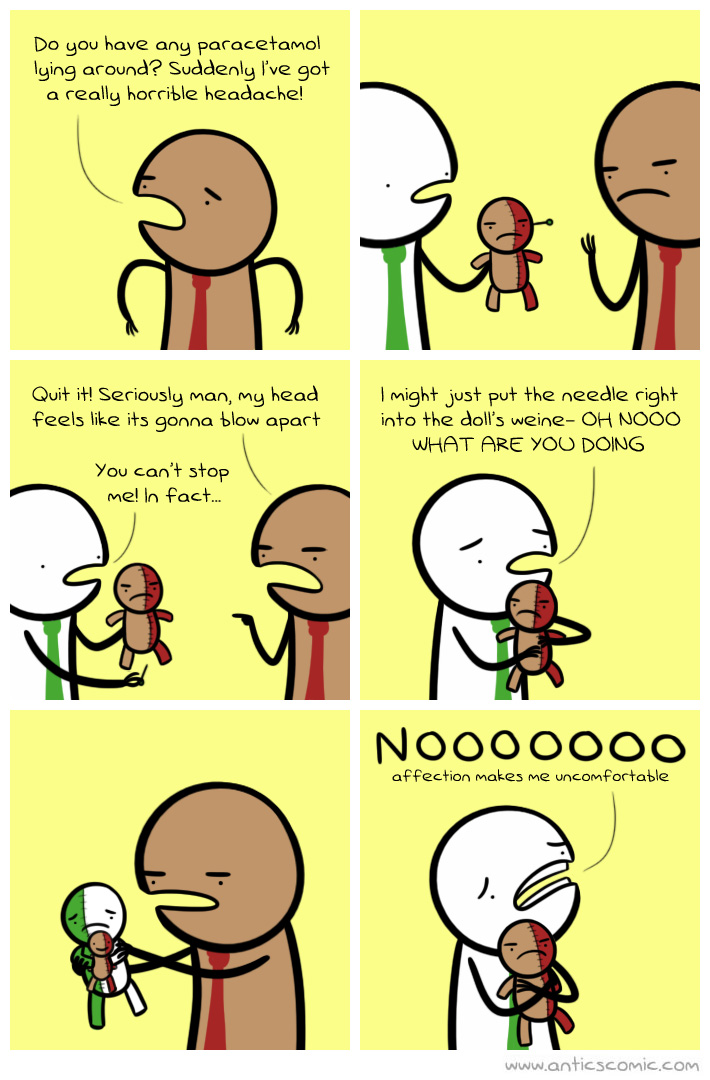 Do you have any paracetamol
lying around? Suddenly I've got
a really horrible headache!
Quit it! Seriously man, my head
feels like its gonna blow apart
You can't stop
me! In fact...
I might just put the needle right
into the doll's weine- OH NOOO
WHAT ARE YOU DOING
NOOOOOOO
affection makes me uncomfortable
www.anticscomic.com